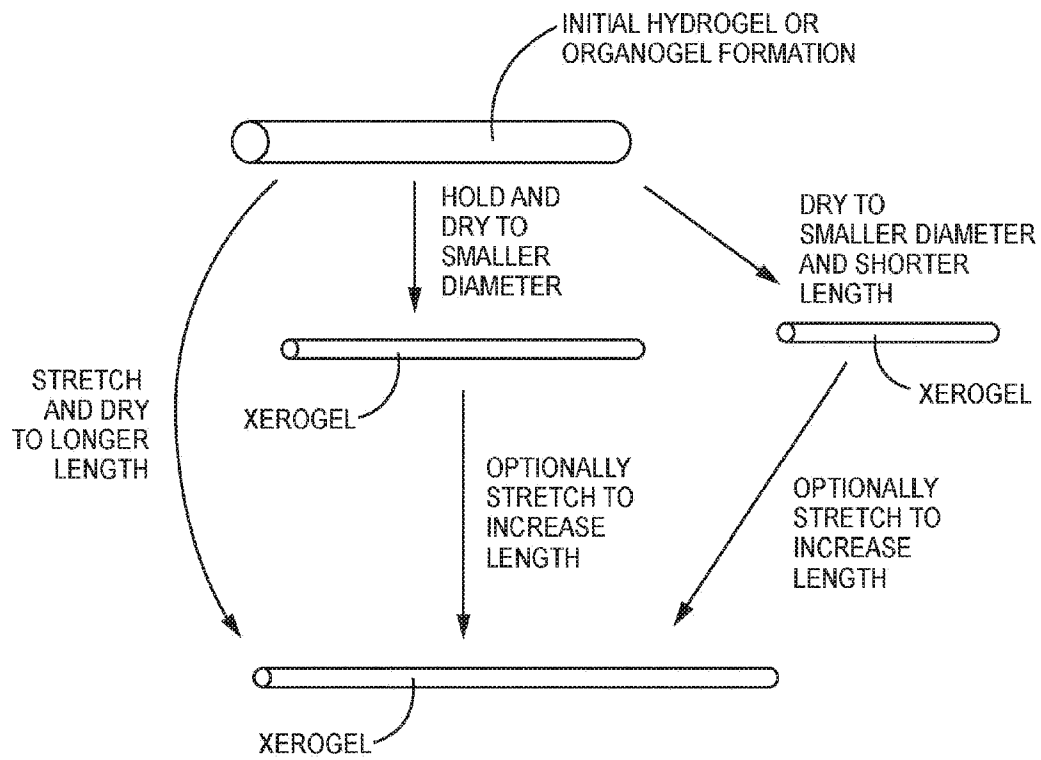 INITIAL HYDROGEL OR
ORGANOGEL FORMATION
HOLD AND
DRY TO
SMALLER
DIAMETER
DRY TO
SMALLER DIAMETER
AND SHORTER
LENGTH
XEROGEL
XEROGEL
STRETCH
AND DRY
TO LONGER
LENGTH
OPTIONALLY
STRETCH TO
INCREASE
LENGTH
OPTIONALLY
STRETCH TO
INCREASE
LENGTH
XEROGEL